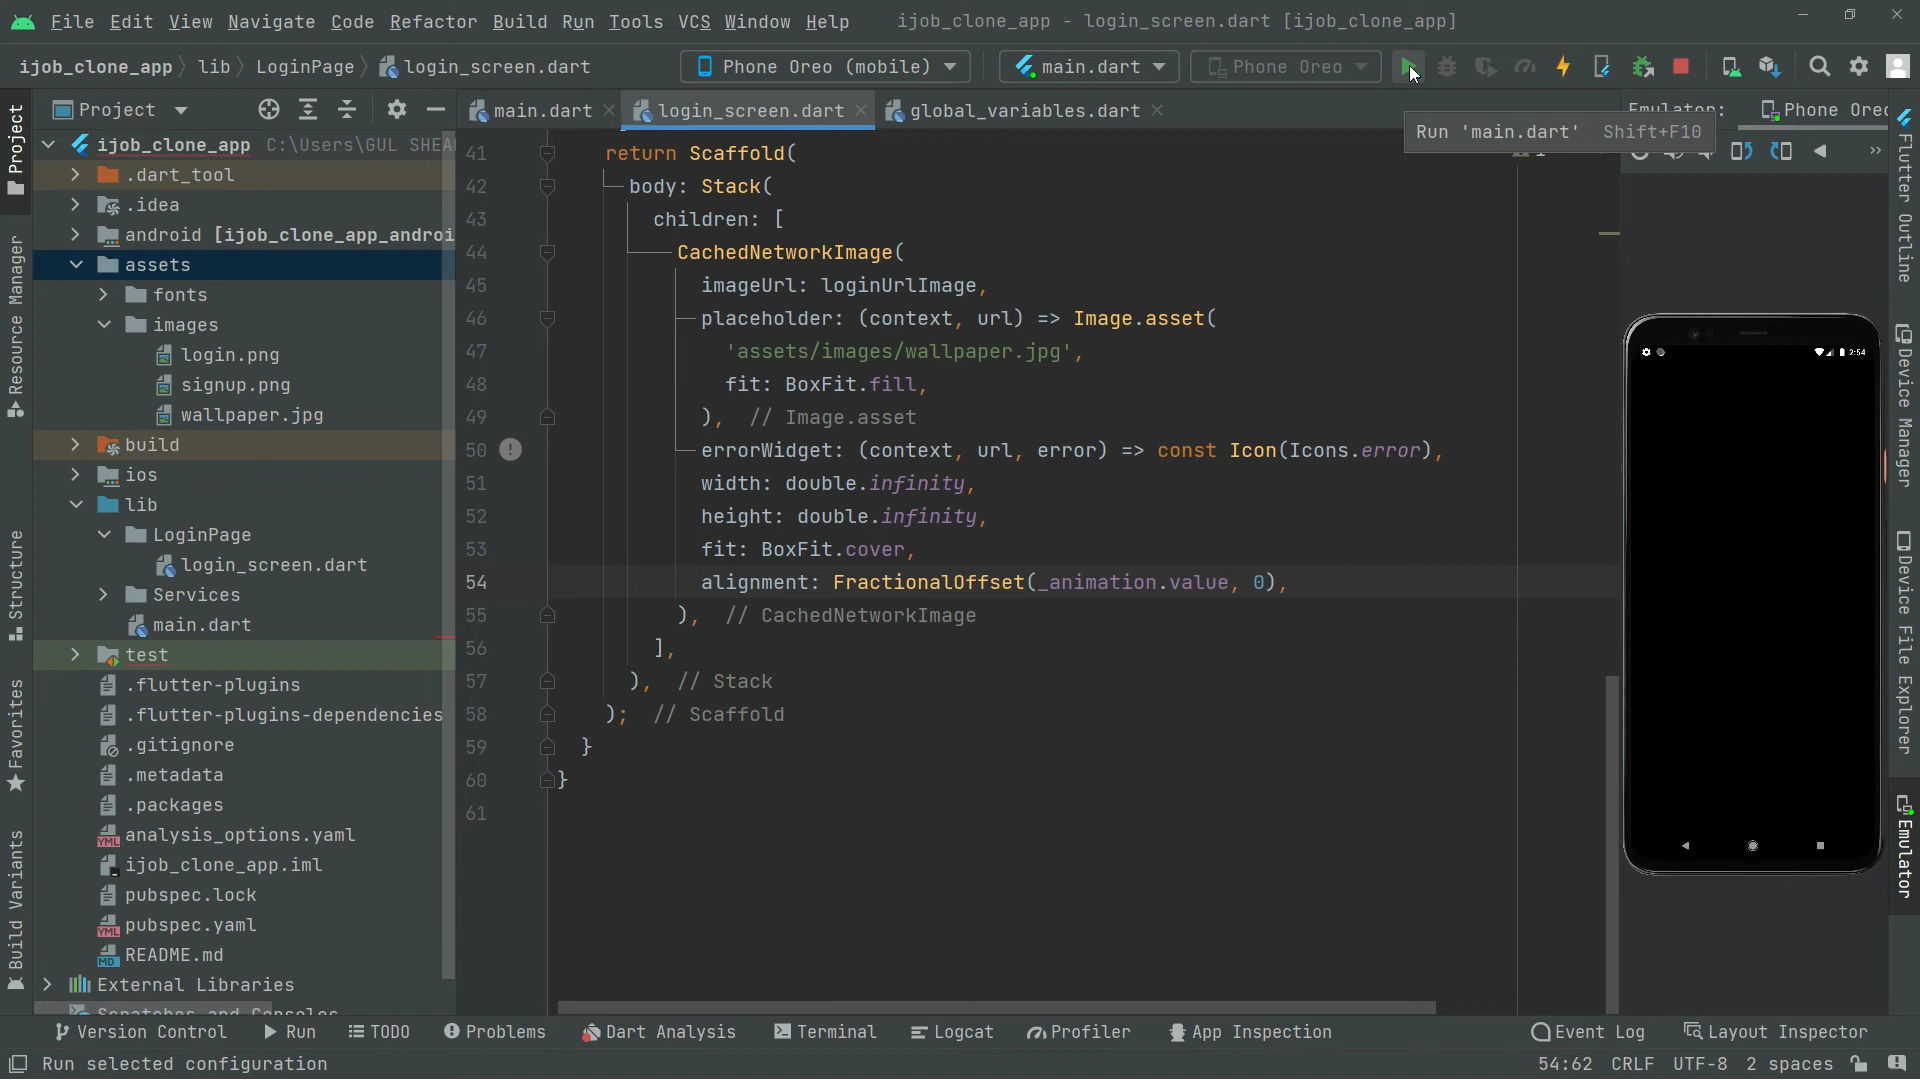 File Edit View Navigate Code Refactor Build Run Tools VCS Window Help ijob_clone_app - login_screen.dart [ijob_clone_app]
ijob_clone_app lib LoginPage login_screen.dart Phone Oreo (mobile) main.dart Phone Oreo
Project main.dart login_screen.dart global_variables.dart Emulator: Phone Oreo
Run 'main.dart' Shift+F10
ijob_clone_app C:\Users\GUL SHEA
.dart_tool
.idea
android [ijob_clone_app_androi
assets
fonts
images
login.png
signup.png
wallpaper.jpg
build
ios
lib
LoginPage
login_screen.dart
Services
main.dart
test
.flutter-plugins
.flutter-plugins-dependencies
.gitignore
.metadata
.packages
analysis_options.yaml
ijob_clone_app.iml
pubspec.lock
pubspec.yaml
README.md
External Libraries
Scratches and Consoles
41 return Scaffold(
42 body: Stack(
43 children: [
44 CachedNetworkImage(
45 imageUrl: loginUrlImage,
46 placeholder: (context, url) => Image.asset(
47 'assets/images/wallpaper.jpg',
48 fit: BoxFit.fill,
49 ), // Image.asset
50 errorWidget: (context, url, error) => const Icon(Icons.error),
51 width: double.infinity,
52 height: double.infinity,
53 fit: BoxFit.cover,
54 alignment: FractionalOffset(_animation.value, 0),
55 ), // CachedNetworkImage
56 ],
57 ), // Stack
58 ); // Scaffold
59 }
60 }
61
2:54
Project
Resource Manager
Structure
Favorites
Build Variants
Flutter Outline
Device Manager
Device File Explorer
Emulator
Version Control Run TODO Problems Dart Analysis Terminal Logcat Profiler App Inspection Event Log Layout Inspector
Run selected configuration 54:62 CRLF UTF-8 2 spaces